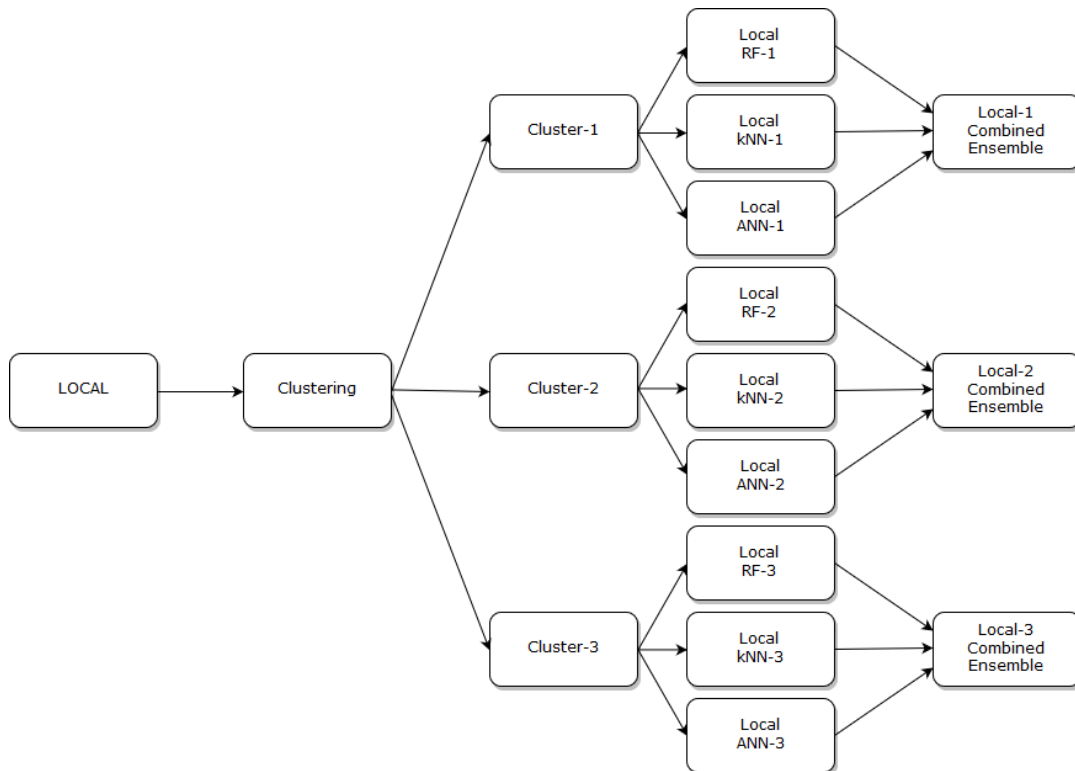 LOCAL
Clustering
Cluster-1
Local
RF-1
Local
kNN-1
Local
ANN-1
Local-1
Combined
Ensemble
Cluster-2
Local
RF-2
Local
kNN-2
Local
ANN-2
Local-2
Combined
Ensemble
Cluster-3
Local
RF-3
Local
kNN-3
Local
ANN-3
Local-3
Combined
Ensemble